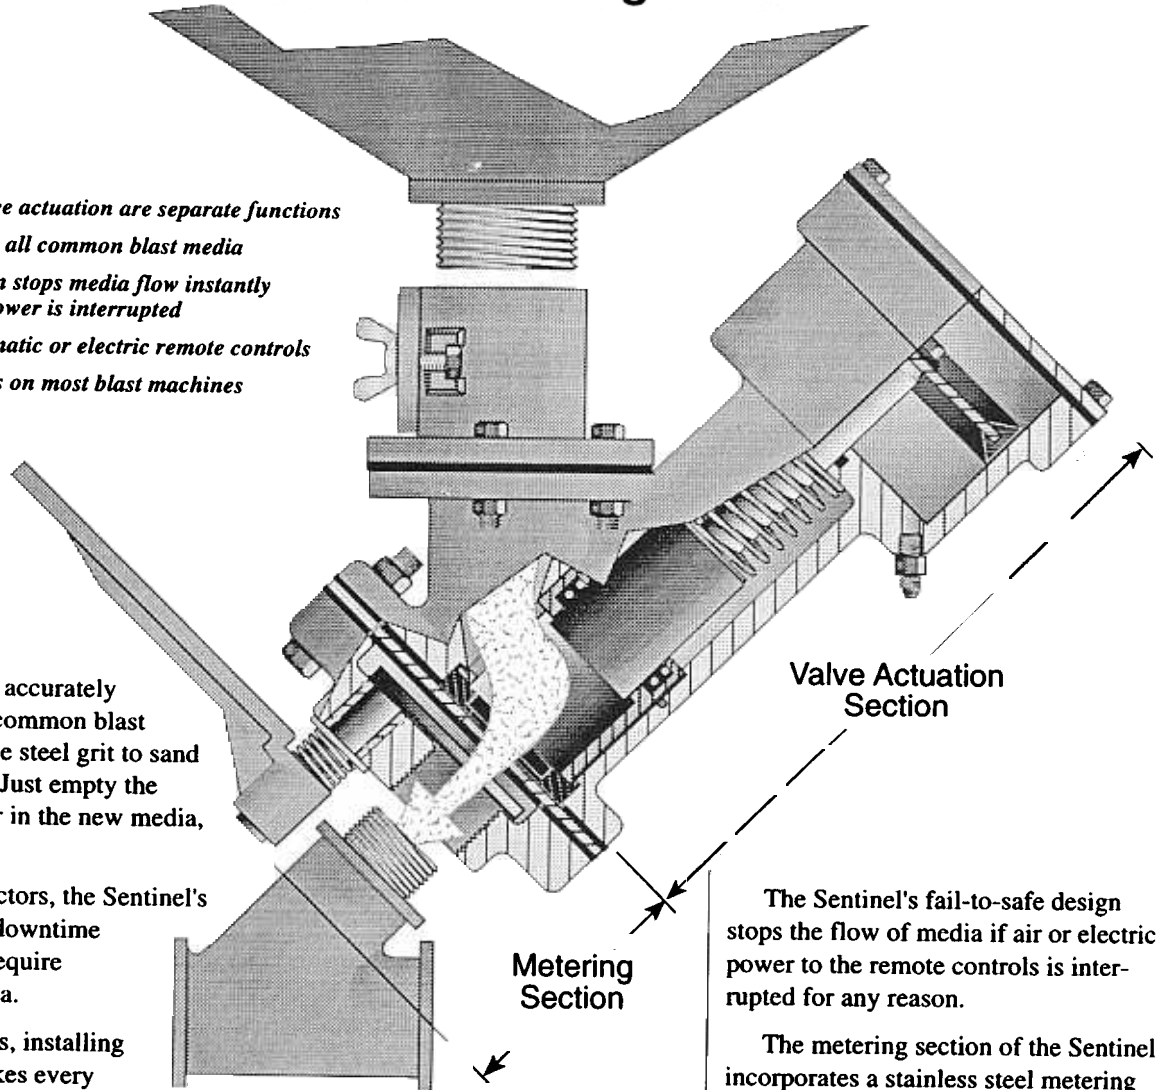 e actuation are separate functions
all common blast media
n stops media flow instantly
ower is interrupted
natic or electric remote controls
s on most blast machines
accurately
common blast
e steel grit to sand
Just empty the
r in the new media,
ctors, the Sentinel's
downtime
equire
a.
s, installing
kes every
Valve Actuation
Section
Metering
Section
The Sentinel's fail-to-safe design
stops the flow of media if air or electric
power to the remote controls is inter-
rupted for any reason.
The metering section of the Sentinel
incorporates a stainless steel metering